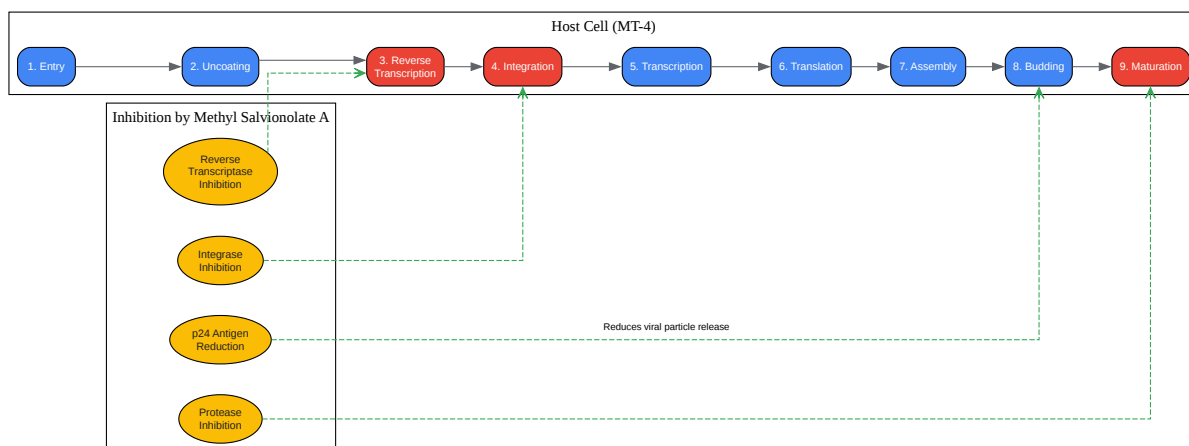 Host Cell (MT-4)
1. Entry
2. Uncoating
3. Reverse
Transcription
4. Integration
5. Transcription
6. Translation
7. Assembly
8. Budding
9. Maturation
Inhibition by Methyl Salvionolate A
Reverse
Transcriptase
Inhibition
Integrase
Inhibition
p24 Antigen
Reduction
Reduces viral particle release
Protease
Inhibition